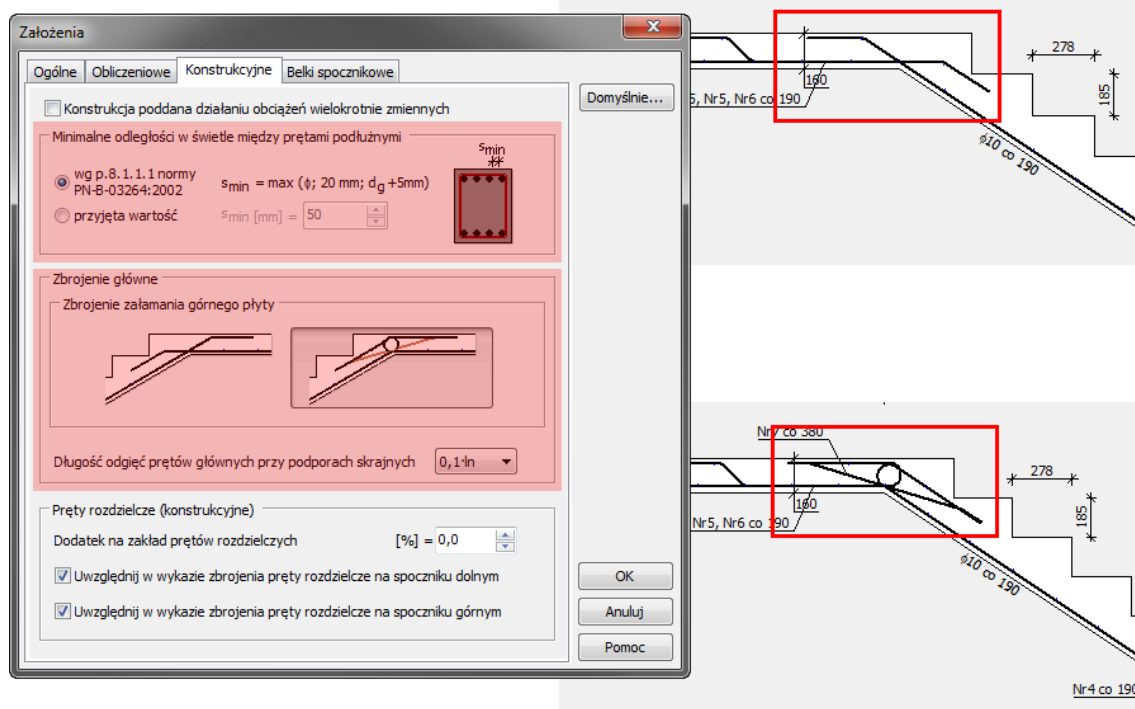 Założenia
Ogólne
Obliczeniowe
Konstrukcyjne
Belki spocznikowe
Konstrukcja poddana działaniu obciążeń wielokrotnie zmiennych
Minimalne odległości w świetle między prętami podłużnymi
wg p.8.1.1.1 normy
PN-B-03264:2002
smin = max (ϕ; 20 mm; dg+5mm)
smin
przyjęta wartość
smin [mm] = 50
Zbrojenie główne
Zbrojenie załamania górnego płyty
Długość odgięć prętów głównych przy podporach skrajnych
0,1·ln
Pręty rozdzielcze (konstrukcyjne)
Dodatek na zakład prętów rozdzielczych
[%] = 0,0
Uwzględnij w wykazie zbrojenia pręty rozdzielcze na spoczniku dolnym
Uwzględnij w wykazie zbrojenia pręty rozdzielcze na spoczniku górnym
Domyślnie...
OK
Anuluj
Pomoc
278
185
160
5, Nr5, Nr6 co 190
ϕ10 co 190
Nr7 co 380
278
185
160
Nr5, Nr6 co 190
ϕ10 co 190
Nr4 co 190